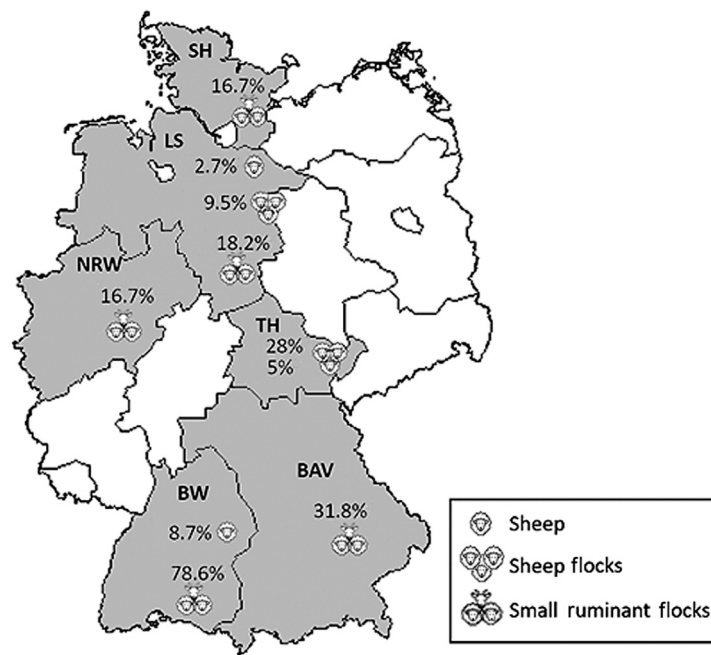 SH
16.7%
LS
2.7%
9.5%
18.2%
NRW
16.7%
TH
28%
5%
BAV
31.8%
BW
8.7%
78.6%
Sheep
Sheep flocks
Small ruminant flocks